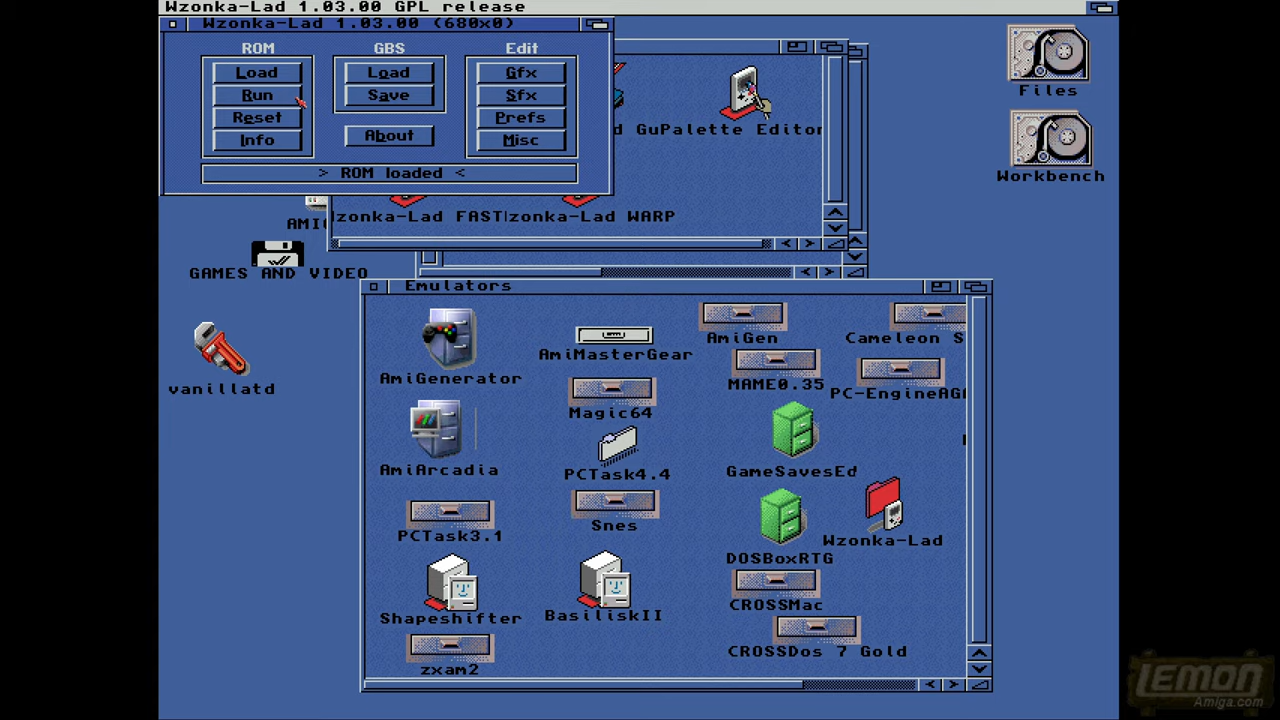 Wzonka-Lad 1.03.00 GPL release
Wzonka-Lad 1.03.00 (680x0)
ROM
GBS
Edit
Load
Load
Gfx
Run
Save
Sfx
Reset
About
Prefs
Info
Misc
> ROM loaded <
Files
Workbench
d GuPalette Editor
zonka-Lad FAST
zonka-Lad WARP
AMI
GAMES AND VIDEO
vanillatd
Emulators
AmiGenerator
AmiMasterGear
AmiGen
Cameleon S
MAME0.35
PC-EngineAGA
Magic64
AmiArcadia
PCTask4.4
GameSavesEd
PCTask3.1
Snes
DOSBoxRTG
Wzonka-Lad
Shapeshifter
BasiliskII
CROSSMac
CROSSDos 7 Gold
zxam2
LEMON
Amiga.com